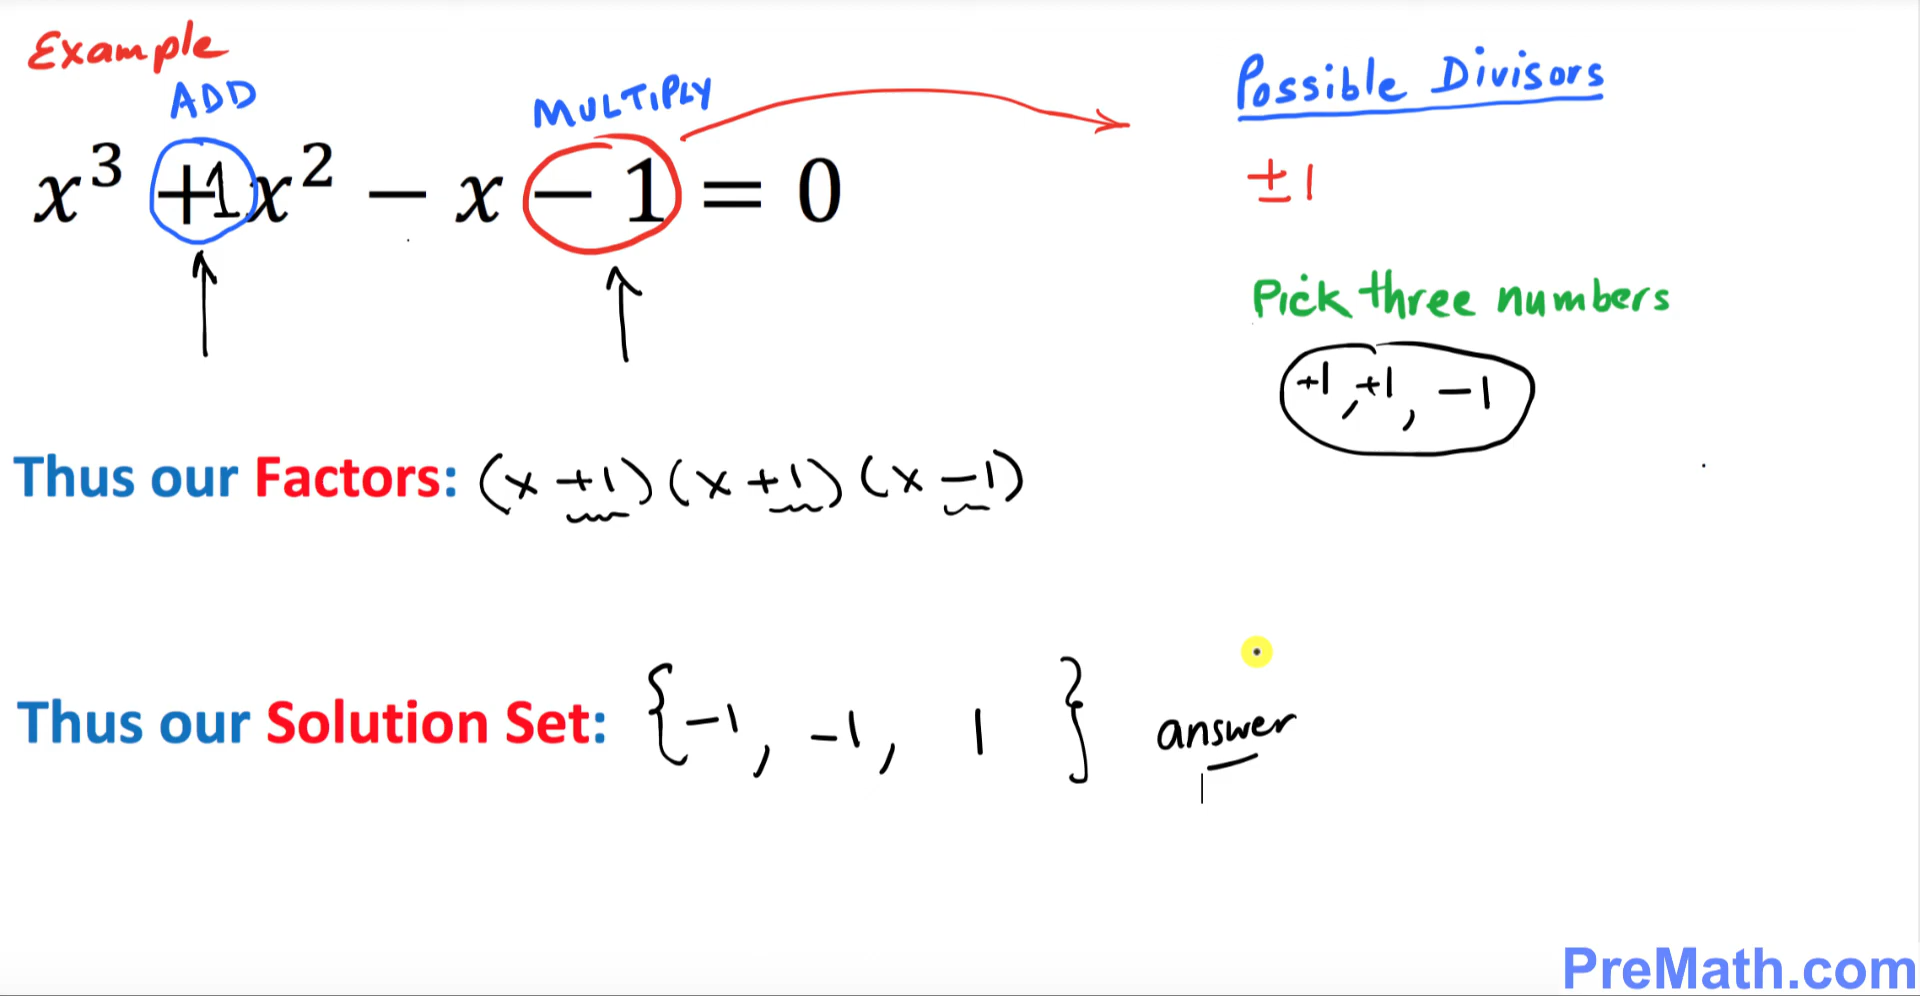 Example
ADD
MULTIPLY
x³ +1x² − x − 1 = 0
Possible Divisors
±1
Pick three numbers
+1, +1, −1
Thus our Factors: (x +1)(x +1)(x −1)
Thus our Solution Set: {−1, −1, 1} answer
PreMath.com